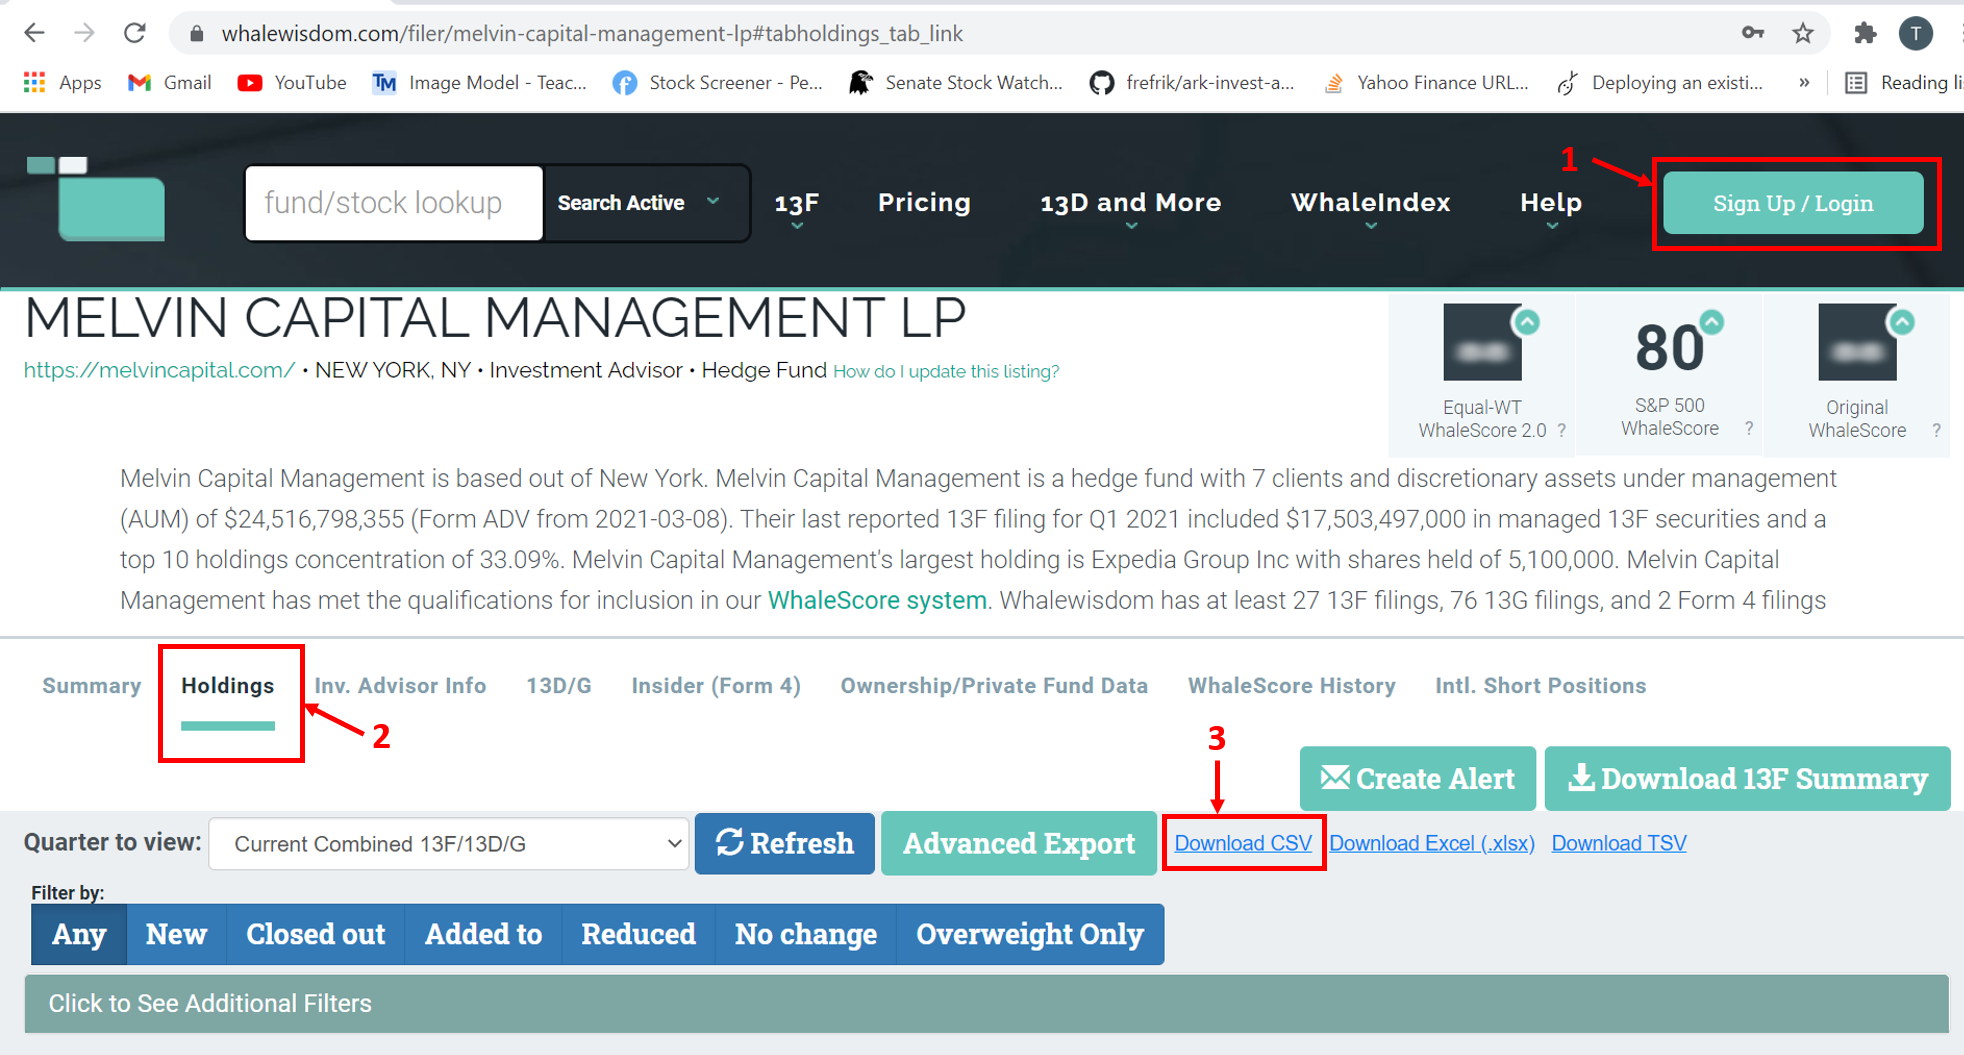 whalewisdom.com/filer/melvin-capital-management-lp#tabholdings_tab_link
T
Apps Gmail YouTube TM Image Model - Teac... Stock Screener - Pe... Senate Stock Watch... frefrik/ark-invest-a... Yahoo Finance URL... Deploying an existi... » Reading li
1
fund/stock lookup Search Active 13F Pricing 13D and More WhaleIndex Help Sign Up / Login
MELVIN CAPITAL MANAGEMENT LP
https://melvincapital.com/ • NEW YORK, NY • Investment Advisor • Hedge Fund How do I update this listing?
80
Equal-WT
WhaleScore 2.0 ?
S&P 500
WhaleScore ?
Original
WhaleScore ?
Melvin Capital Management is based out of New York. Melvin Capital Management is a hedge fund with 7 clients and discretionary assets under management
(AUM) of $24,516,798,355 (Form ADV from 2021-03-08). Their last reported 13F filing for Q1 2021 included $17,503,497,000 in managed 13F securities and a
top 10 holdings concentration of 33.09%. Melvin Capital Management's largest holding is Expedia Group Inc with shares held of 5,100,000. Melvin Capital
Management has met the qualifications for inclusion in our WhaleScore system. Whalewisdom has at least 27 13F filings, 76 13G filings, and 2 Form 4 filings
Summary Holdings Inv. Advisor Info 13D/G Insider (Form 4) Ownership/Private Fund Data WhaleScore History Intl. Short Positions
2
3
Create Alert Download 13F Summary
Quarter to view: Current Combined 13F/13D/G Refresh Advanced Export Download CSV Download Excel (.xlsx) Download TSV
Filter by:
Any New Closed out Added to Reduced No change Overweight Only
Click to See Additional Filters